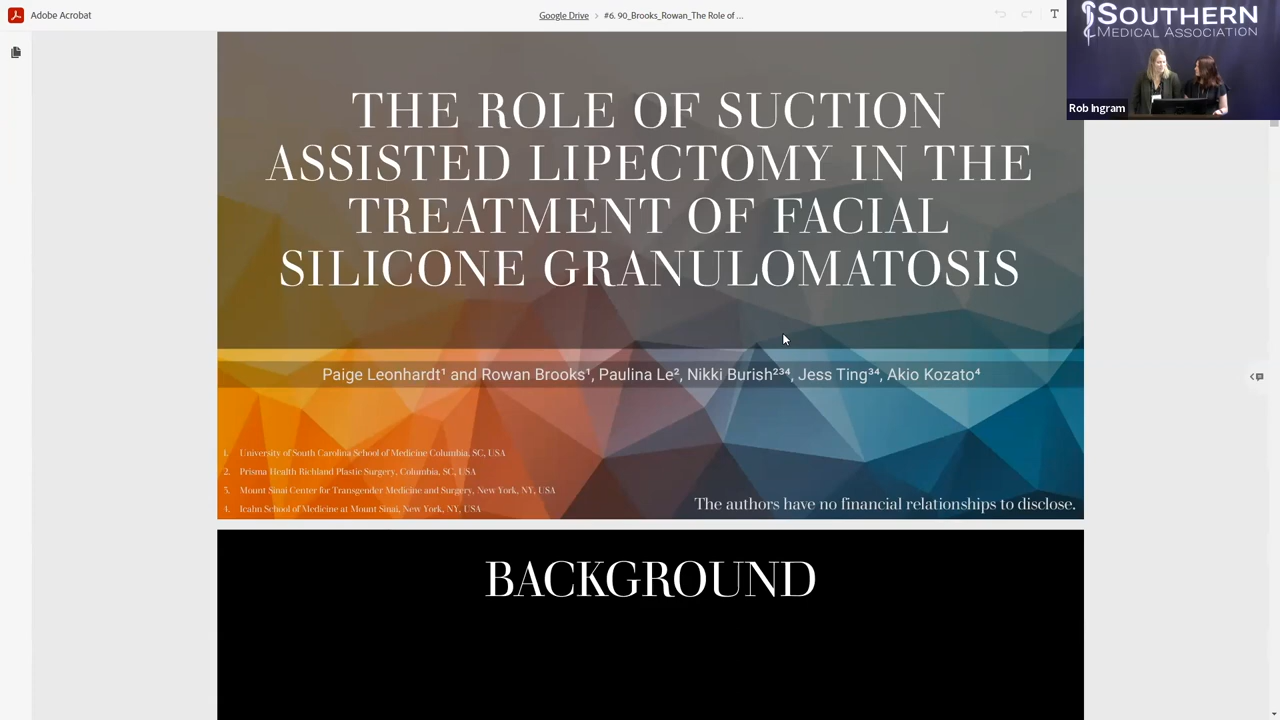 Adobe Acrobat
Google Drive > #6. 90_Brooks_Rowan_The Role of ...
T
SOUTHERN
MEDICAL ASSOCIATION
Rob Ingram
THE ROLE OF SUCTION
ASSISTED LIPECTOMY IN THE
TREATMENT OF FACIAL
SILICONE GRANULOMATOSIS
Paige Leonhardt¹ and Rowan Brooks¹, Paulina Le², Nikki Burish²³⁴, Jess Ting³⁴, Akio Kozato⁴
1. University of South Carolina School of Medicine Columbia, SC, USA
2. Prisma Health Richland Plastic Surgery, Columbia, SC, USA
3. Mount Sinai Center for Transgender Medicine and Surgery, New York, NY, USA
4. Icahn School of Medicine at Mount Sinai, New York, NY, USA
The authors have no financial relationships to disclose.
BACKGROUND